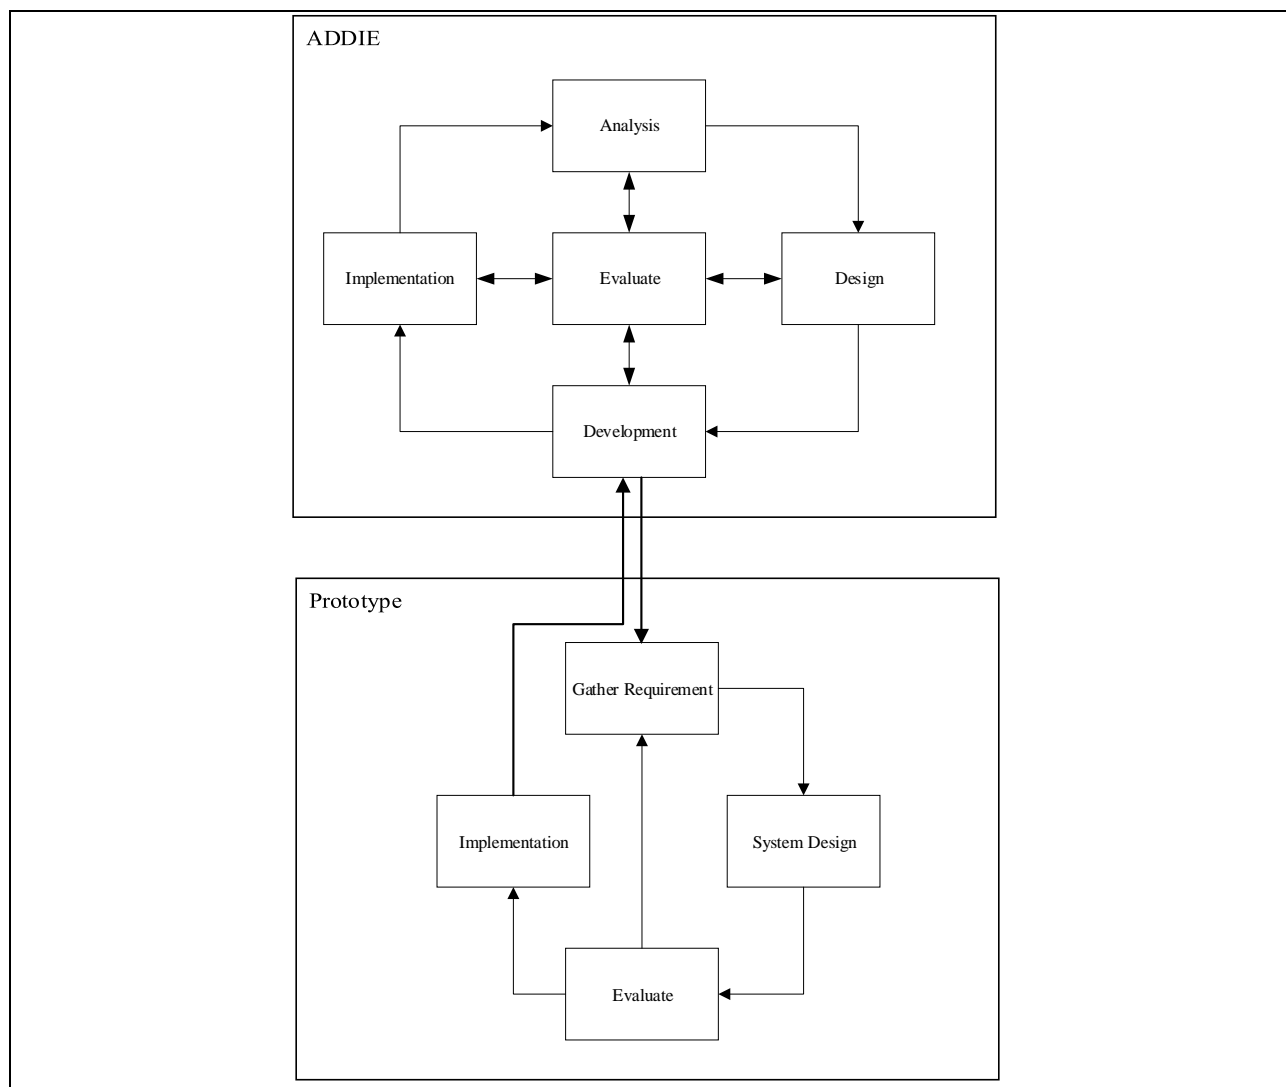 ADDIE
Analysis
Implementation
Evaluate
Design
Development
Prototype
Gather Requirement
Implementation
System Design
Evaluate